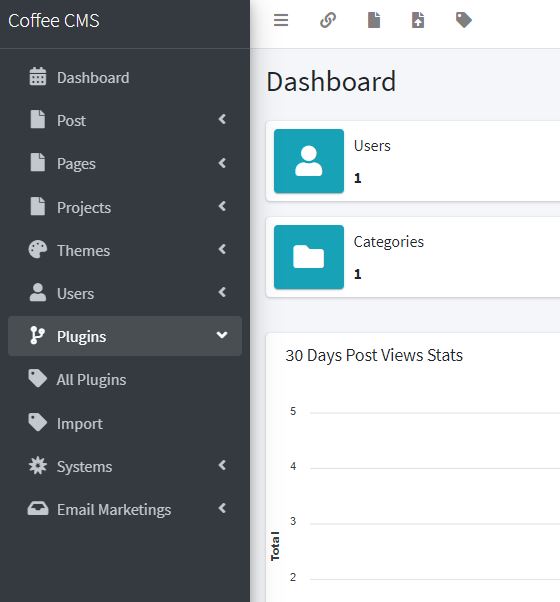 Coffee CMS
Dashboard
Post
Pages
Projects
Themes
Users
Plugins
All Plugins
Import
Systems
Email Marketings
Dashboard
Users
1
Categories
1
30 Days Post Views Stats
5
4
3
2
Total